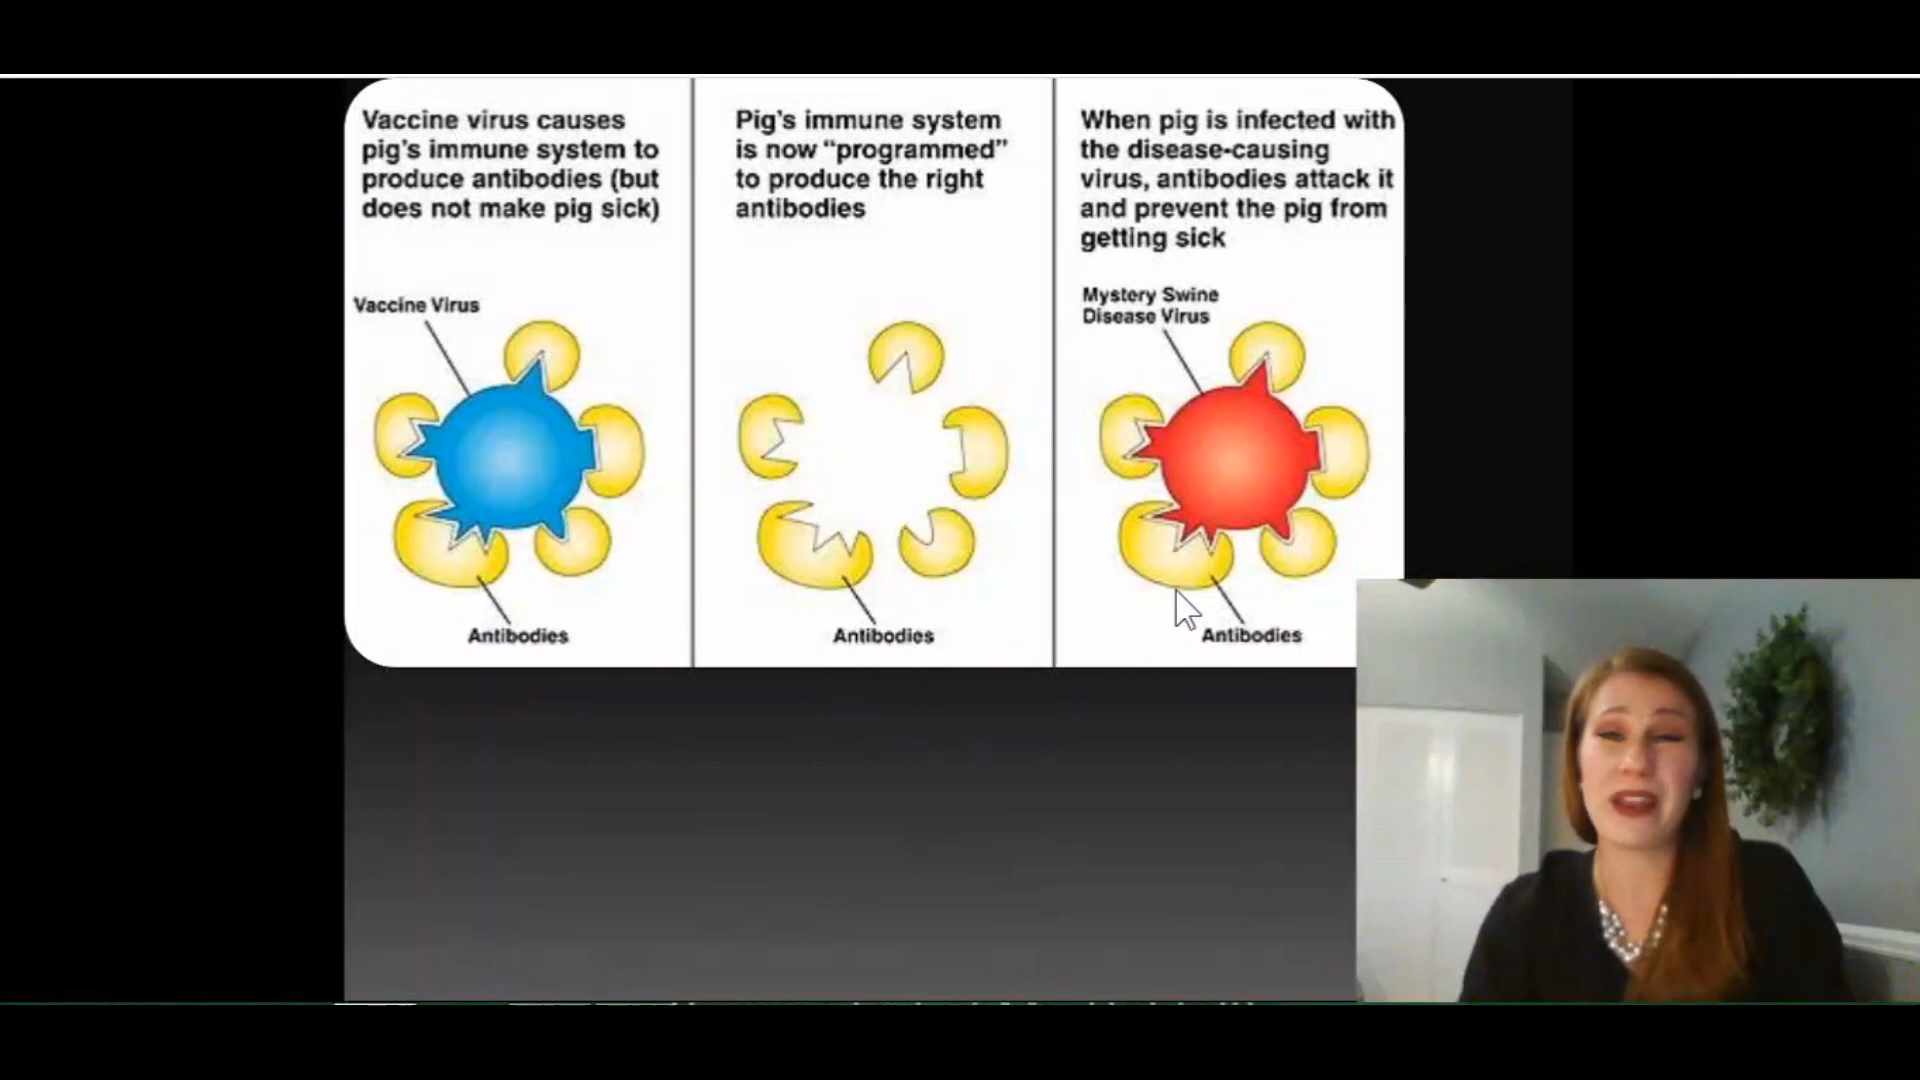 Vaccine virus causes
pig's immune system to
produce antibodies (but
does not make pig sick)
Vaccine Virus
Antibodies
Pig's immune system
is now “programmed”
to produce the right
antibodies
Antibodies
When pig is infected with
the disease-causing
virus, antibodies attack it
and prevent the pig from
getting sick
Mystery Swine
Disease Virus
Antibodies